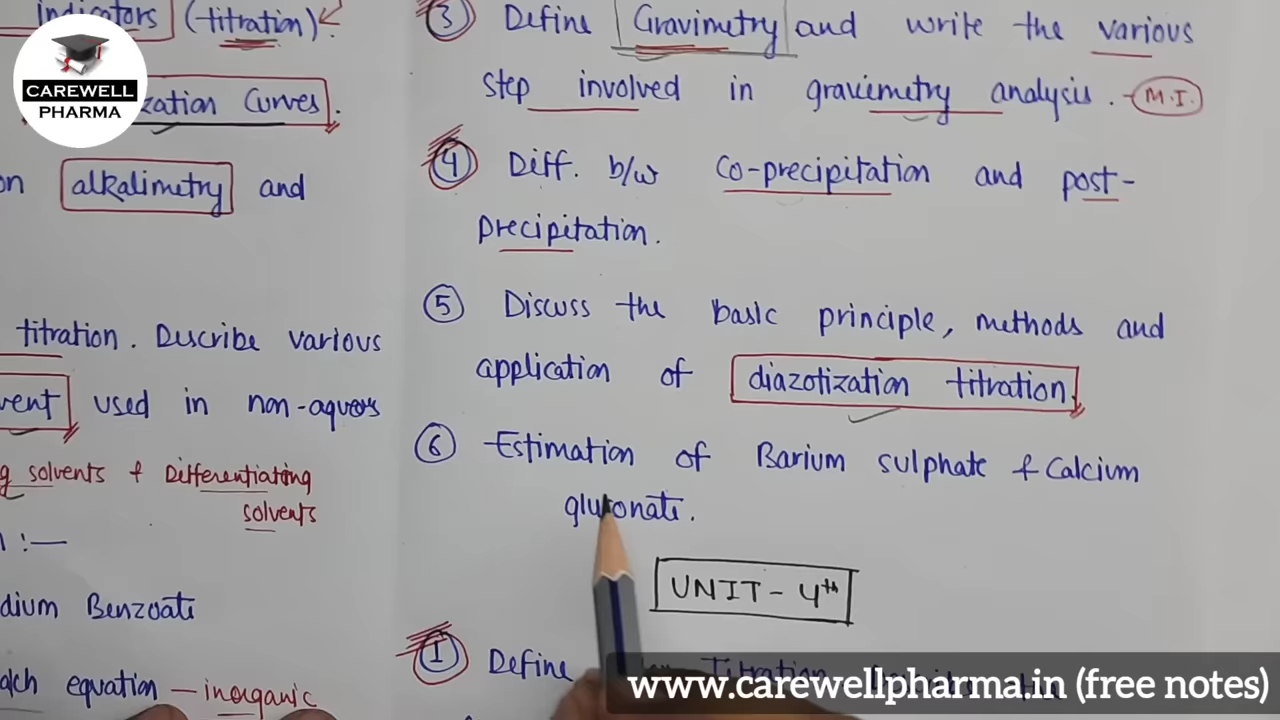 Indicators (titration).
CAREWELL
PHARMA
ization Curves.
on alkalimetry and
titration. Describe various
vent used in non-aqueous
g solvents & Differentiating
solvents
:—
dium Benzoate
alch equation – inorganic
③ Define Gravimetry and write the various
step involved in gravimetry analysis. - M.I.
④ Diff. b/w Co-precipitation and post-
precipitation.
⑤ Discuss the basic principle, methods and
application of diazotization titration.
⑥ Estimation of Barium sulphate & Calcium
gluconate.
UNIT - 4th
① Define Titration
www.carewellpharma.in (free notes)